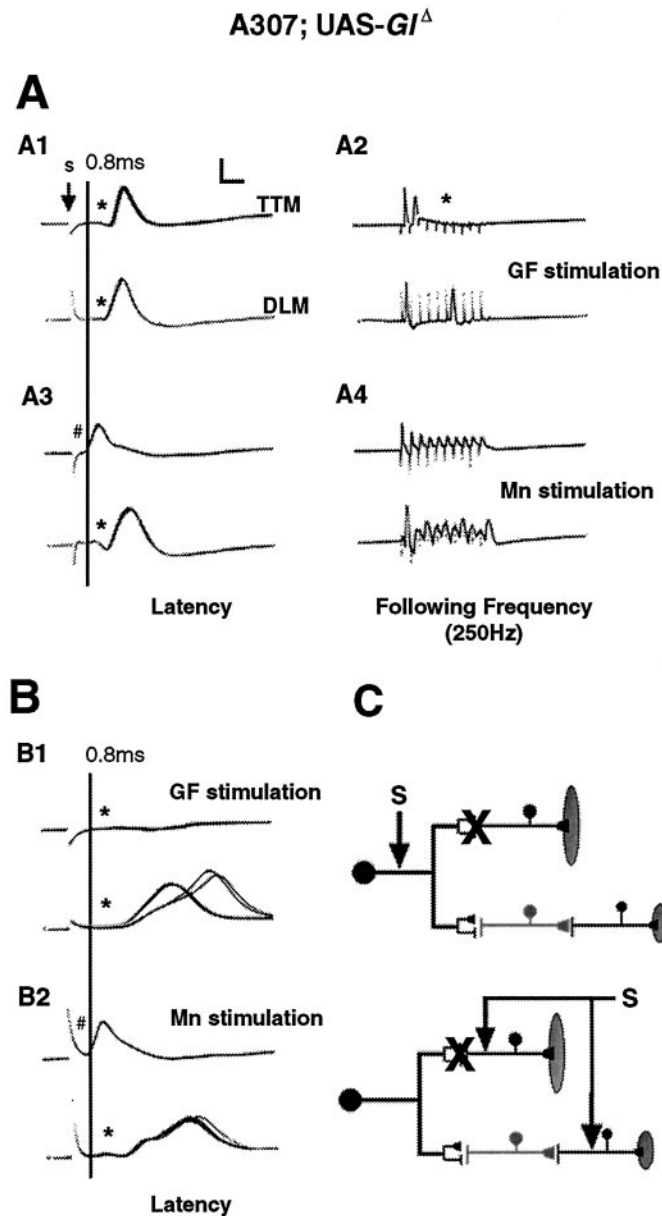 A307; UAS-Gl^Δ
A
A1
s
0.8ms
*
TTM
*
DLM
A2
*
GF stimulation
A3
#
*
A4
Mn stimulation
Latency
Following Frequency
(250Hz)
B
B1
0.8ms
GF stimulation
*
*
B2
#
Mn stimulation
*
Latency
C
S
X
S
X